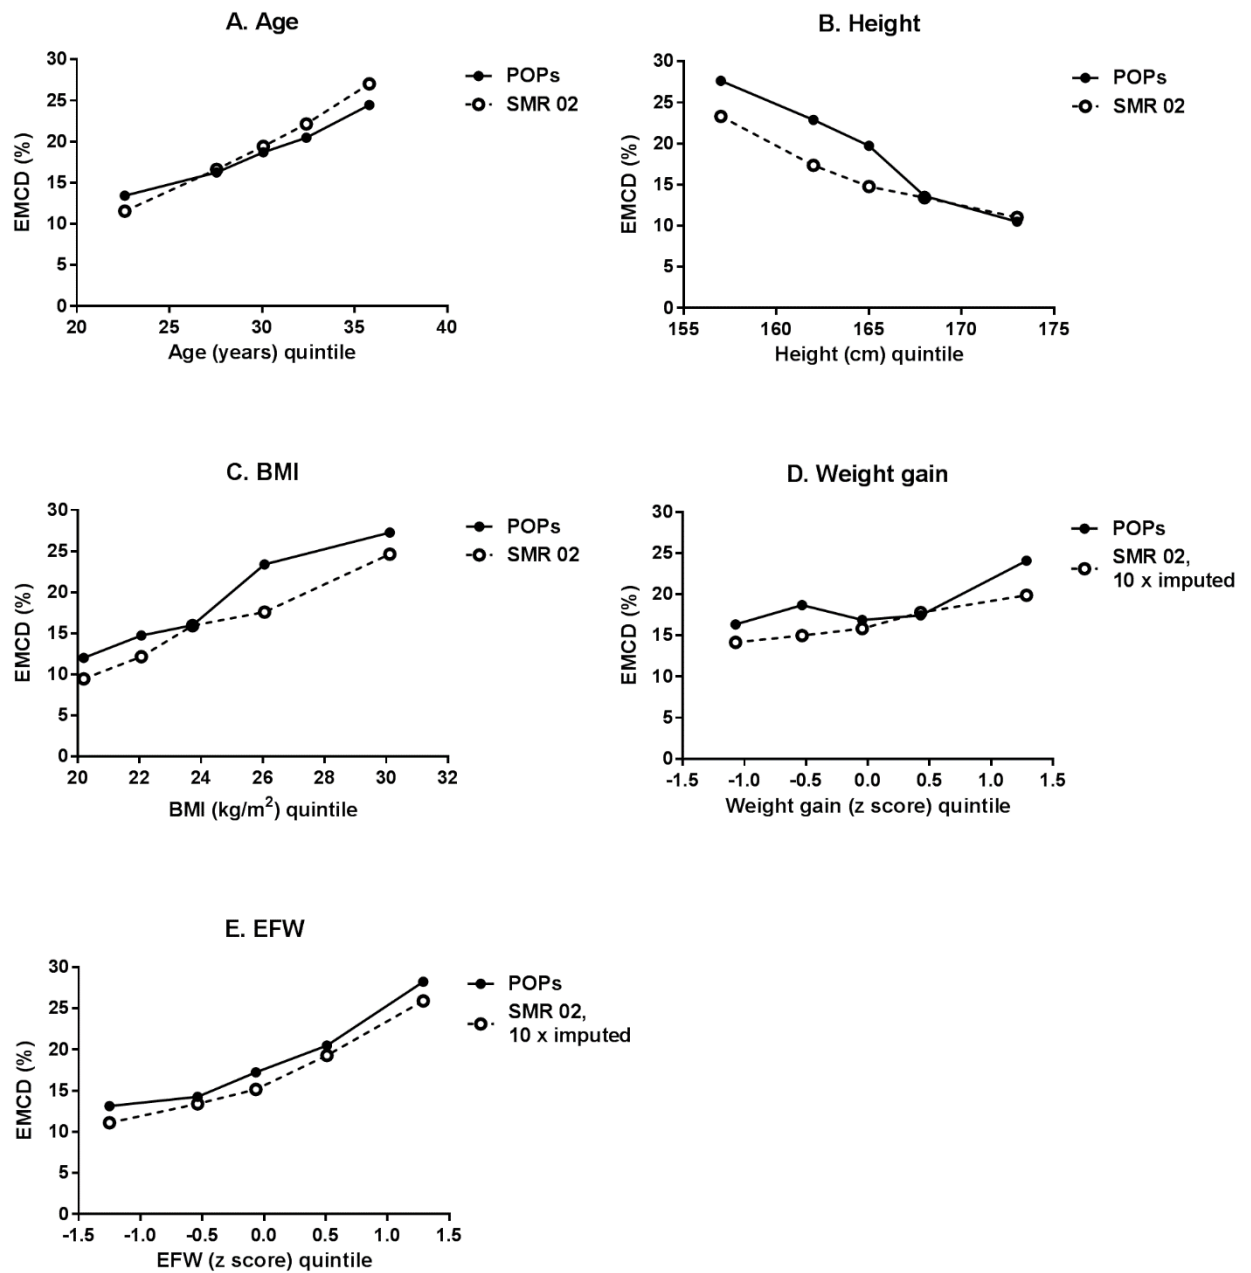 A. Age
EMCD (%)
30
25
20
15
10
5
0
20 25 30 35 40
Age (years) quintile
POPs
SMR 02
B. Height
EMCD (%)
30
25
20
15
10
5
0
155 160 165 170 175
Height (cm) quintile
POPs
SMR 02
C. BMI
EMCD (%)
30
25
20
15
10
5
0
20 22 24 26 28 30 32
BMI (kg/m²) quintile
POPs
SMR 02
D. Weight gain
EMCD (%)
30
25
20
15
10
5
0
-1.5 -1.0 -0.5 0.0 0.5 1.0 1.5
Weight gain (z score) quintile
POPs
SMR 02,
10 x imputed
E. EFW
EMCD (%)
30
25
20
15
10
5
0
-1.5 -1.0 -0.5 0.0 0.5 1.0 1.5
EFW (z score) quintile
POPs
SMR 02,
10 x imputed